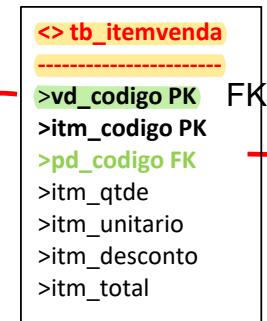 <> tb_itemvenda
-----------------------
>vd_codigo PK FK
>itm_codigo PK
>pd_codigo FK
>itm_qtde
>itm_unitario
>itm_desconto
>itm_total